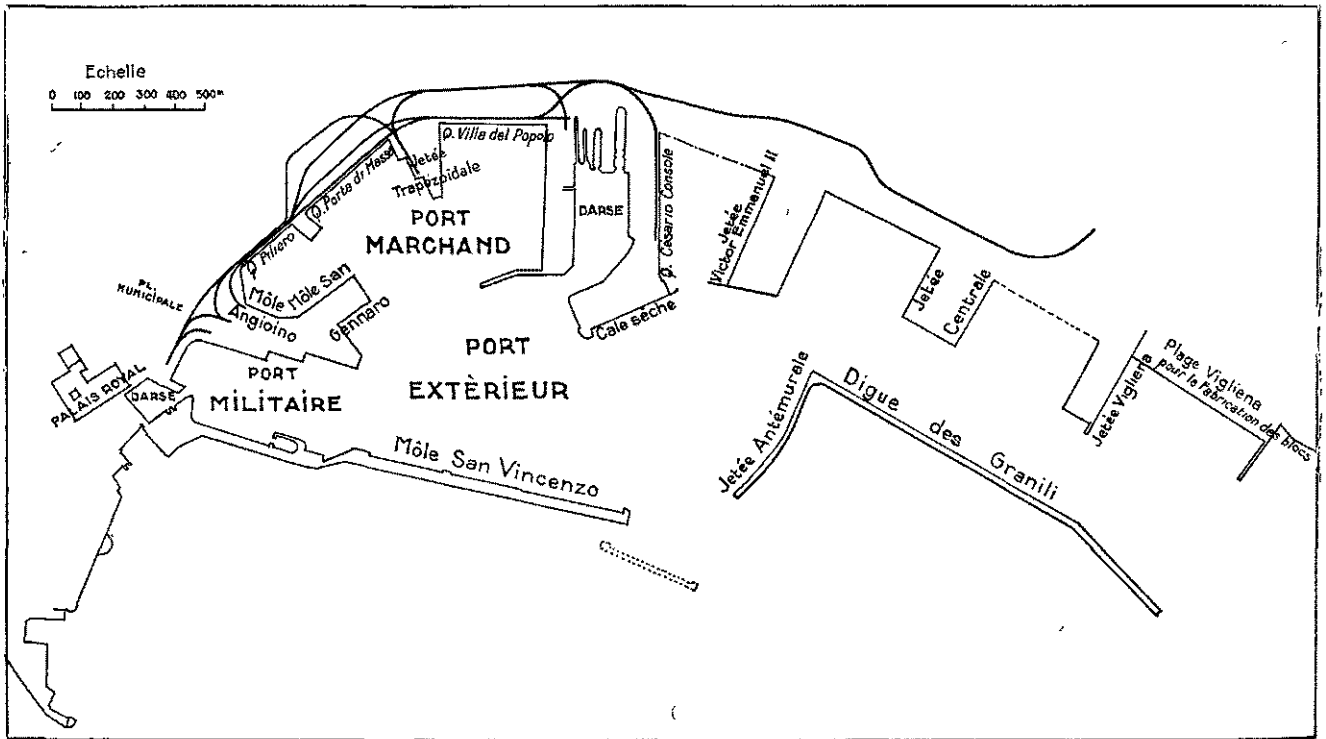 Echelle
0 100 200 300 400 500m
Q. Villa del Popolo
Q. Porta di Massa
Jetée
Trapézoidale
PORT
MARCHAND
DARSE
Q. Cesario Console
Jetée
Victor Emmanuel II
Q. Piliero
Môle Môle San
Angioino
Gennaro
PL.
MUNICIPALE
Cale sèche
Jetée
Centrale
PORT
EXTÈRIEUR
PORT
MILITAIRE
PALAIS ROYAL
DARSE
Môle San Vincenzo
Jetée Antémurale
Digue des Granili
Jetée Vigliena
Plage Vigliena
pour la Fabrication des blocs